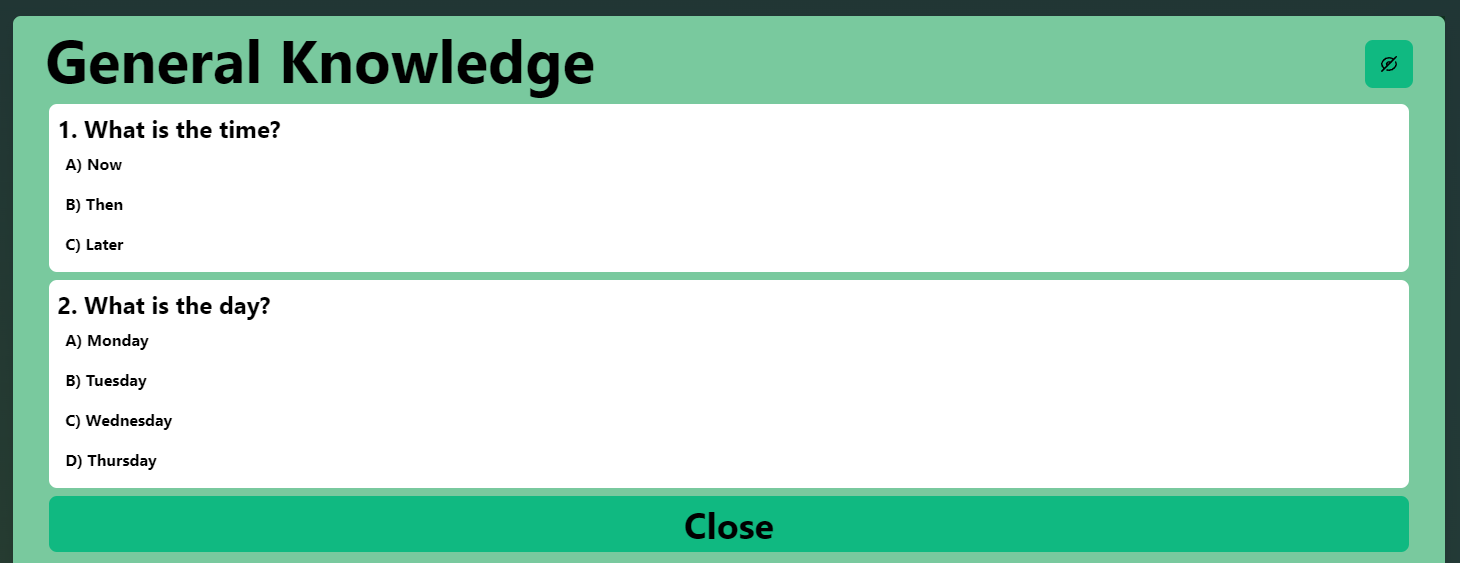 General Knowledge
1. What is the time?
A) Now
B) Then
C) Later
2. What is the day?
A) Monday
B) Tuesday
C) Wednesday
D) Thursday
Close